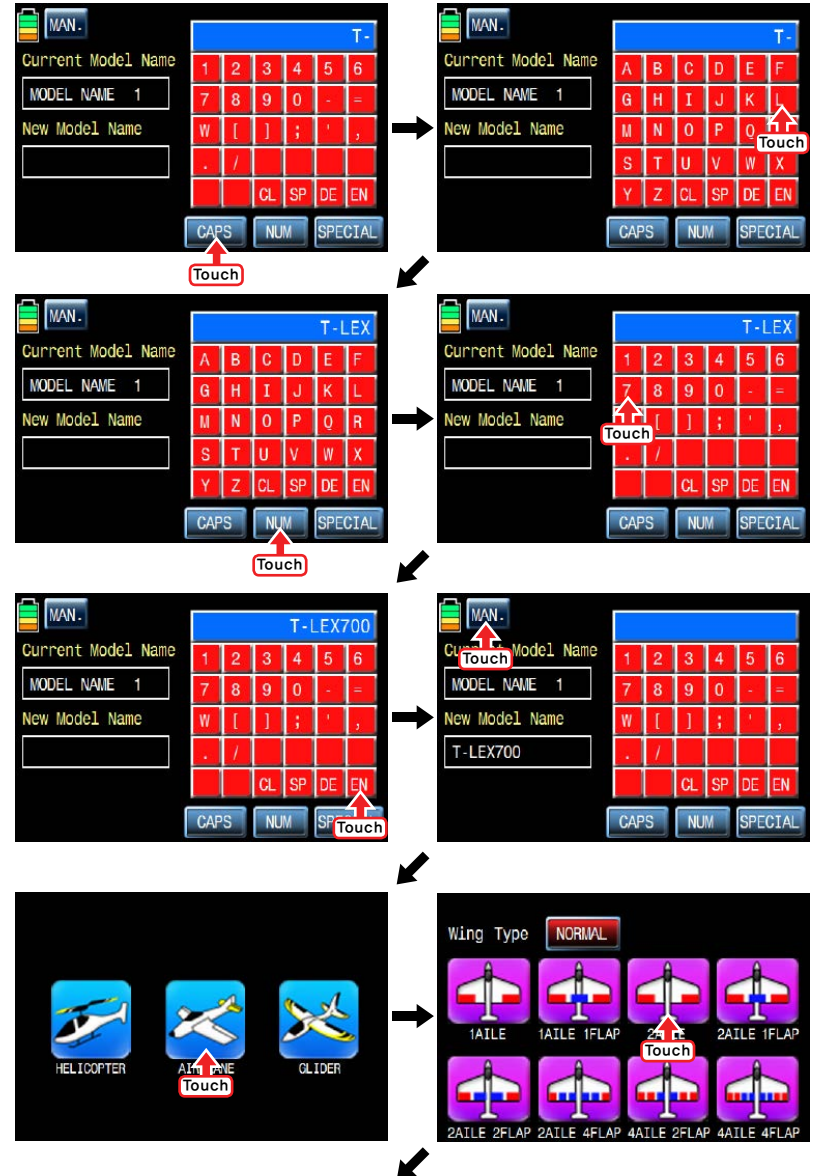 MAN.
T-
Current Model Name
1 2 3 4 5 6
MODEL NAME 1
7 8 9 0 - =
New Model Name
W [ ] ; ' ,
. /
CL SP DE EN
CAPS NUM SPECIAL
Touch
MAN.
T-
Current Model Name
A B C D E F
MODEL NAME 1
G H I J K L
New Model Name
M N O P Q
Touch
S T U V W X
Y Z CL SP DE EN
CAPS NUM SPECIAL
MAN.
T-LEX
Current Model Name
A B C D E F
MODEL NAME 1
G H I J K L
New Model Name
M N O P Q R
S T U V W X
Y Z CL SP DE EN
CAPS NUM SPECIAL
Touch
MAN.
T-LEX
Current Model Name
1 2 3 4 5 6
MODEL NAME 1
7 8 9 0 - =
New Model Name
[ ] ; ' ,
Touch
. /
CL SP DE EN
CAPS NUM SPECIAL
MAN.
T-LEX700
Current Model Name
1 2 3 4 5 6
MODEL NAME 1
7 8 9 0 - =
New Model Name
W [ ] ; ' ,
. /
CL SP DE EN
CAPS NUM
Touch
MAN.
Touch
Current Model Name
1 2 3 4 5 6
MODEL NAME 1
7 8 9 0 - =
New Model Name
W [ ] ; ' ,
T-LEX700
. /
CL SP DE EN
CAPS NUM SPECIAL
HELICOPTER AIRPLANE GLIDER
Touch
Wing Type NORMAL
1AILE 1AILE 1FLAP 2AILE 2AILE 1FLAP
Touch
2AILE 2FLAP 2AILE 4FLAP 4AILE 2FLAP 4AILE 4FLAP